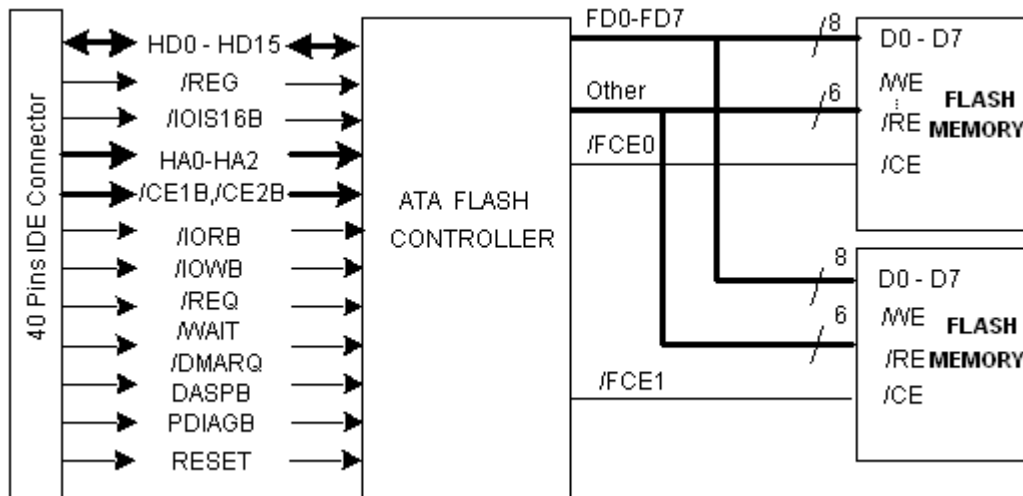 40 Pins IDE Connector
HD0 - HD15
/REG
/IOIS16B
HA0-HA2
/CE1B,/CE2B
/IORB
/IOWB
/REQ
/WAIT
/DMARQ
DASPB
PDIAGB
RESET
ATA FLASH
CONTROLLER
FD0-FD7
Other
/FCE0
/FCE1
8
6
8
6
D0 - D7
/WE
/RE
/CE
FLASH
MEMORY
D0 - D7
/WE
/RE
/CE
FLASH
MEMORY